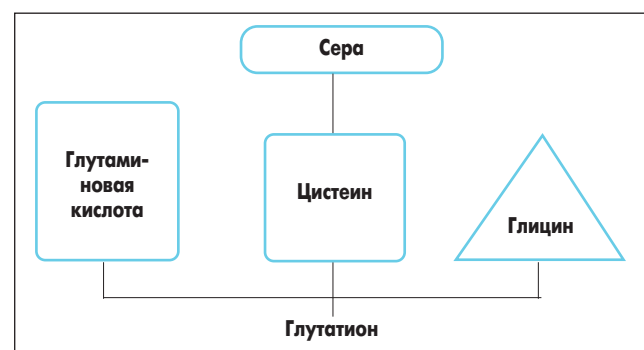 Сера
Глутами-
новая
кислота
Цистеин
Глицин
Глутатион